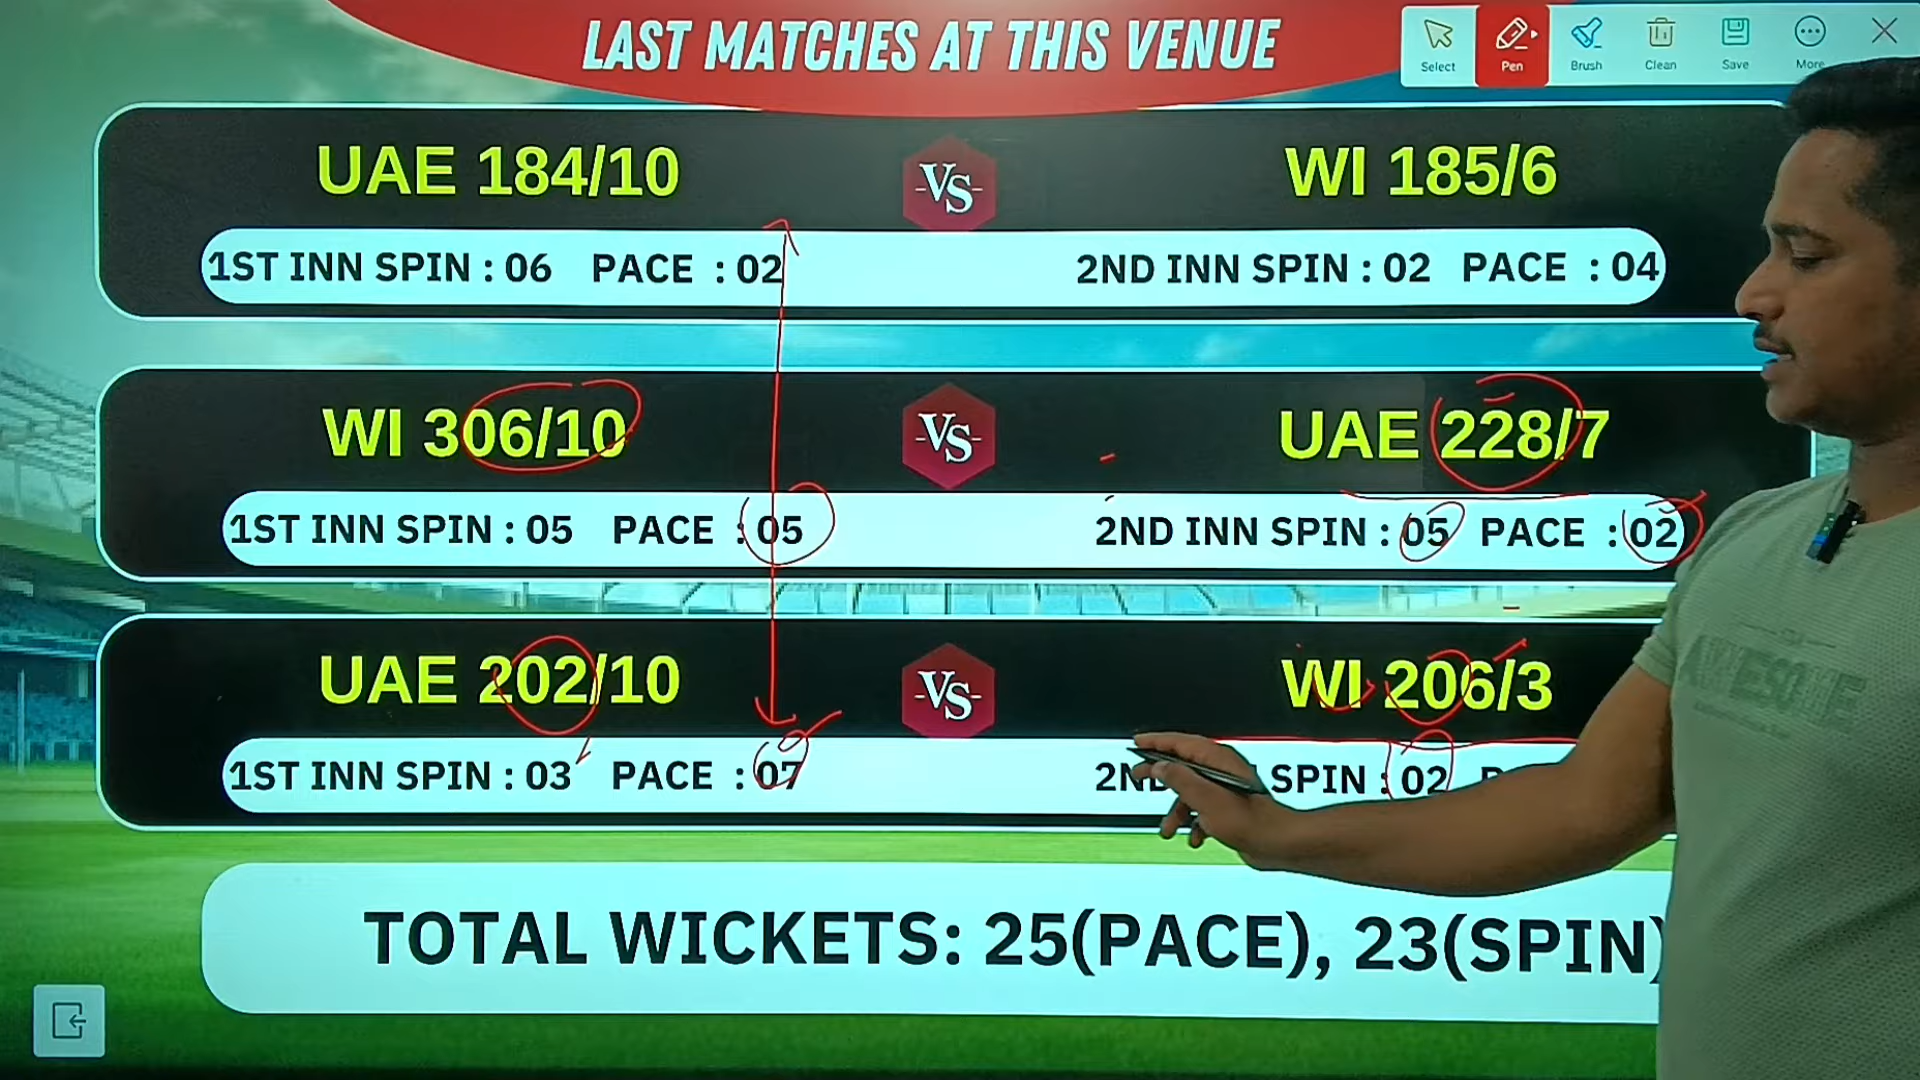 LAST MATCHES AT THIS VENUE
Select Pen Brush Clean Save More
UAE 184/10 VS WI 185/6
1ST INN SPIN : 06 PACE : 02 2ND INN SPIN : 02 PACE : 04
WI 306/10 VS UAE 228/7
1ST INN SPIN : 05 PACE : 05 2ND INN SPIN : 05 PACE : 02
UAE 202/10 VS WI 206/3
1ST INN SPIN : 03 PACE : 07 SPIN : 02
TOTAL WICKETS: 25(PACE), 23(SPIN)